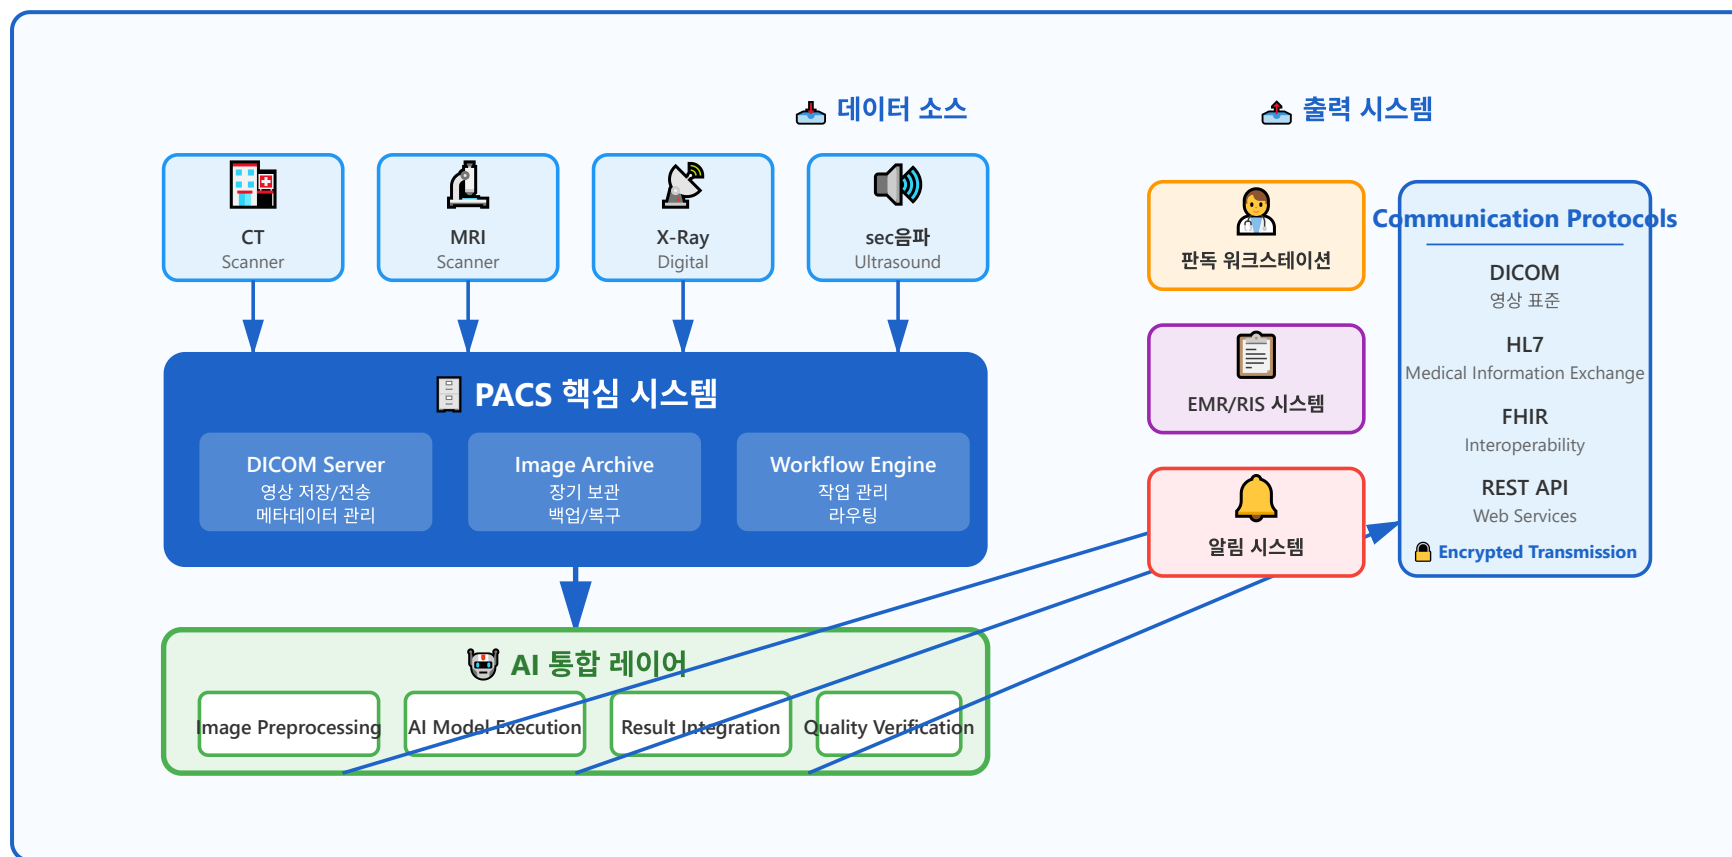 데이터 소스
출력 시스템
CT
Scanner
MRI
Scanner
X-Ray
Digital
sec음파
Ultrasound
PACS 핵심 시스템
DICOM Server
영상 저장/전송
메타데이터 관리
Image Archive
장기 보관
백업/복구
Workflow Engine
작업 관리
라우팅
AI 통합 레이어
Image Preprocessing
AI Model Execution
Result Integration
Quality Verification
판독 워크스테이션
EMR/RIS 시스템
알림 시스템
Communication Protocols
DICOM
영상 표준
HL7
Medical Information Exchange
FHIR
Interoperability
REST API
Web Services
Encrypted Transmission